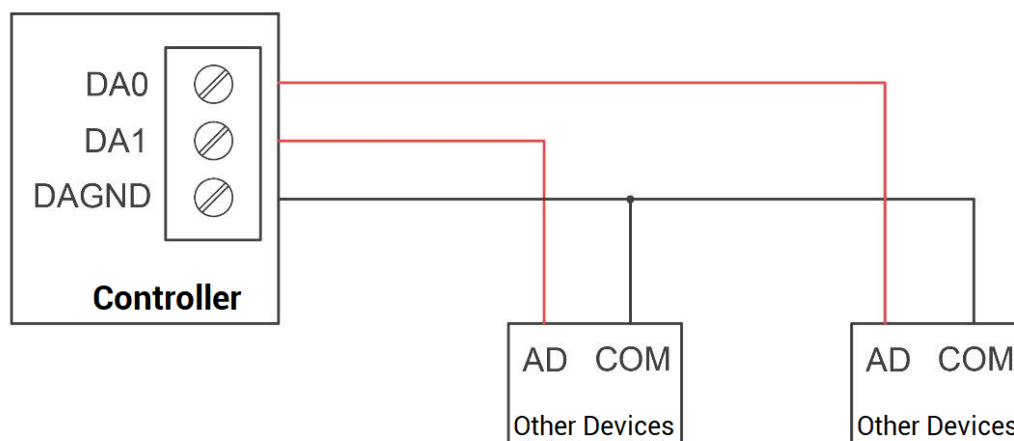 DA0
DA1
DAGND
Controller
AD COM
Other Devices
AD COM
Other Devices